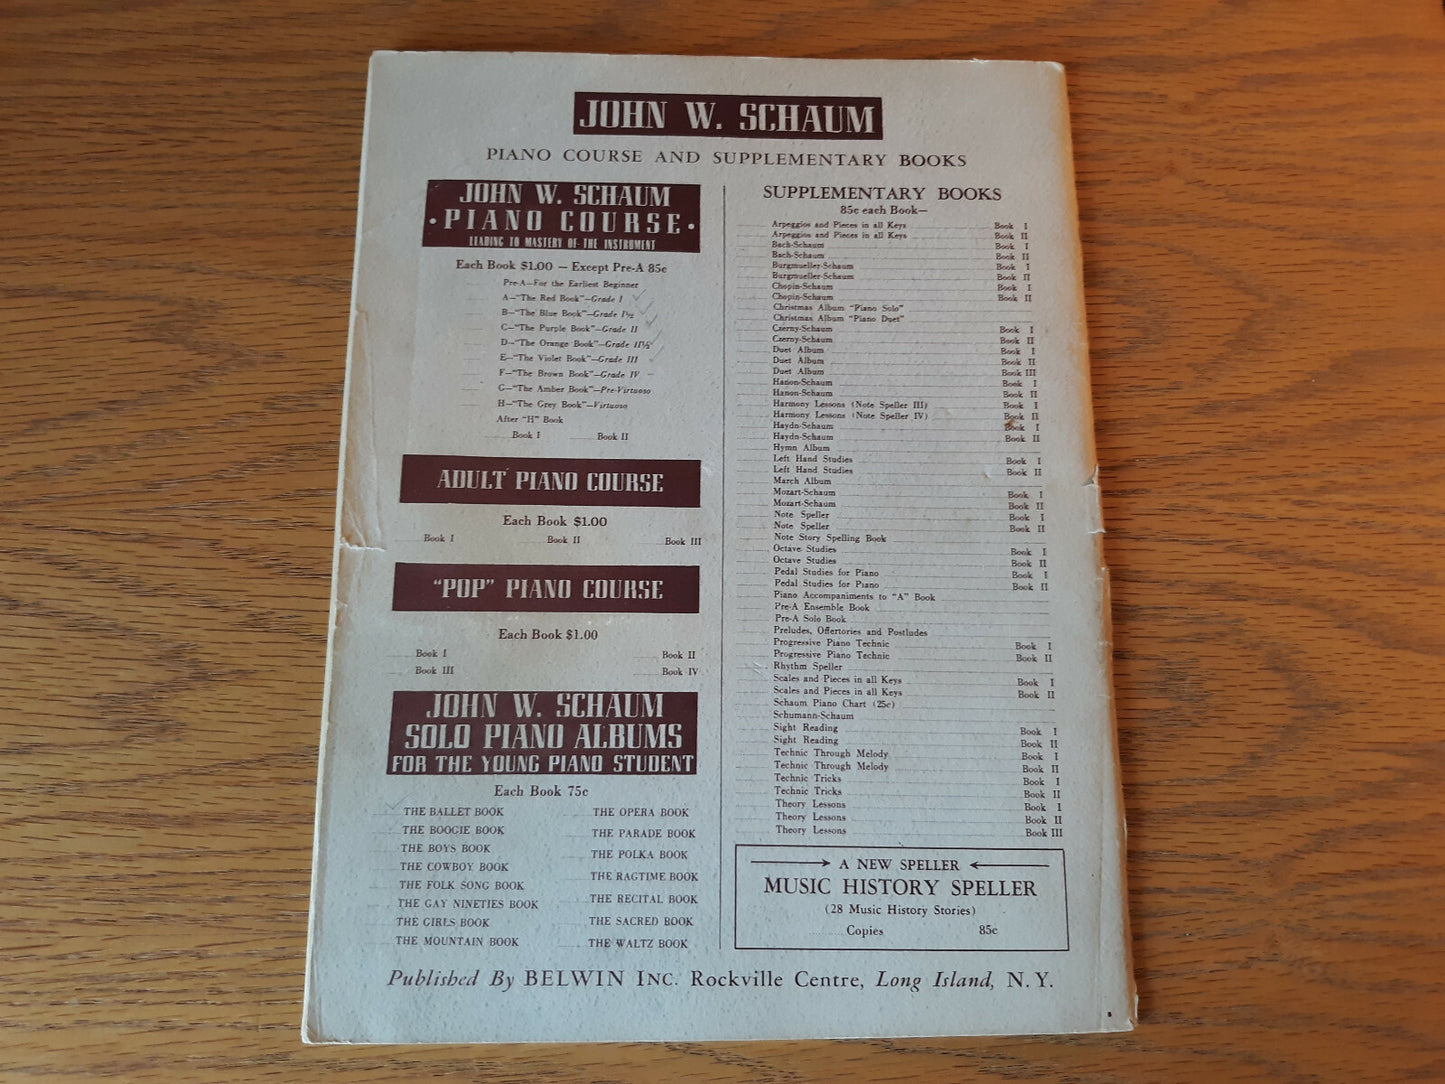 JOHN W. SCHAUM
PIANO COURSE AND SUPPLEMENTARY BOOKS
JOHN W. SCHAUM
• PIANO COURSE •
LEADING TO MASTERY OF THE INSTRUMENT
Each Book $1.00 — Except Pre-A 85c
Pre-A—For the Earliest Beginner
A—"The Red Book"—Grade I
B—"The Blue Book"—Grade I½
C—"The Purple Book"—Grade II
D—"The Orange Book"—Grade II½
E—"The Violet Book"—Grade III
F—"The Brown Book"—Grade IV
G—"The Amber Book"—Pre-Virtuoso
H—"The Grey Book"—Virtuoso
After "H" Book
Book I Book II
ADULT PIANO COURSE
Each Book $1.00
Book I Book II Book III
"POP" PIANO COURSE
Each Book $1.00
Book I Book II
Book III Book IV
JOHN W. SCHAUM
SOLO PIANO ALBUMS
FOR THE YOUNG PIANO STUDENT
Each Book 75c
THE BALLET BOOK
THE BOOGIE BOOK
THE BOYS BOOK
THE COWBOY BOOK
THE FOLK SONG BOOK
THE GAY NINETIES BOOK
THE GIRLS BOOK
THE MOUNTAIN BOOK
THE OPERA BOOK
THE PARADE BOOK
THE POLKA BOOK
THE RAGTIME BOOK
THE RECITAL BOOK
THE SACRED BOOK
THE WALTZ BOOK
SUPPLEMENTARY BOOKS
85c each Book—
Arpeggios and Pieces in all Keys Book I
Arpeggios and Pieces in all Keys Book II
Bach-Schaum Book I
Bach-Schaum Book II
Burgmueller-Schaum Book I
Burgmueller-Schaum Book II
Chopin-Schaum Book I
Chopin-Schaum Book II
Christmas Album "Piano Solo"
Christmas Album "Piano Duet"
Czerny-Schaum Book I
Czerny-Schaum Book II
Duet Album Book I
Duet Album Book II
Duet Album Book III
Hanon-Schaum Book I
Hanon-Schaum Book II
Harmony Lessons (Note Speller III) Book I
Harmony Lessons (Note Speller IV) Book II
Haydn-Schaum Book I
Haydn-Schaum Book II
Hymn Album
Left Hand Studies Book I
Left Hand Studies Book II
March Album
Mozart-Schaum Book I
Mozart-Schaum Book II
Note Speller Book I
Note Speller Book II
Note Story Spelling Book
Octave Studies Book I
Octave Studies Book II
Pedal Studies for Piano Book I
Pedal Studies for Piano Book II
Piano Accompaniments to "A" Book
Pre-A Ensemble Book
Pre-A Solo Book
Preludes, Offertories and Postludes
Progressive Piano Technic Book I
Progressive Piano Technic Book II
Rhythm Speller
Scales and Pieces in all Keys Book I
Scales and Pieces in all Keys Book II
Schaum Piano Chart (25c)
Schumann-Schaum
Sight Reading Book I
Sight Reading Book II
Technic Through Melody Book I
Technic Through Melody Book II
Technic Tricks Book I
Technic Tricks Book II
Theory Lessons Book I
Theory Lessons Book II
Theory Lessons Book III
A NEW SPELLER
MUSIC HISTORY SPELLER
(28 Music History Stories)
Copies 85c
Published By BELWIN INC. Rockville Centre, Long Island, N. Y.